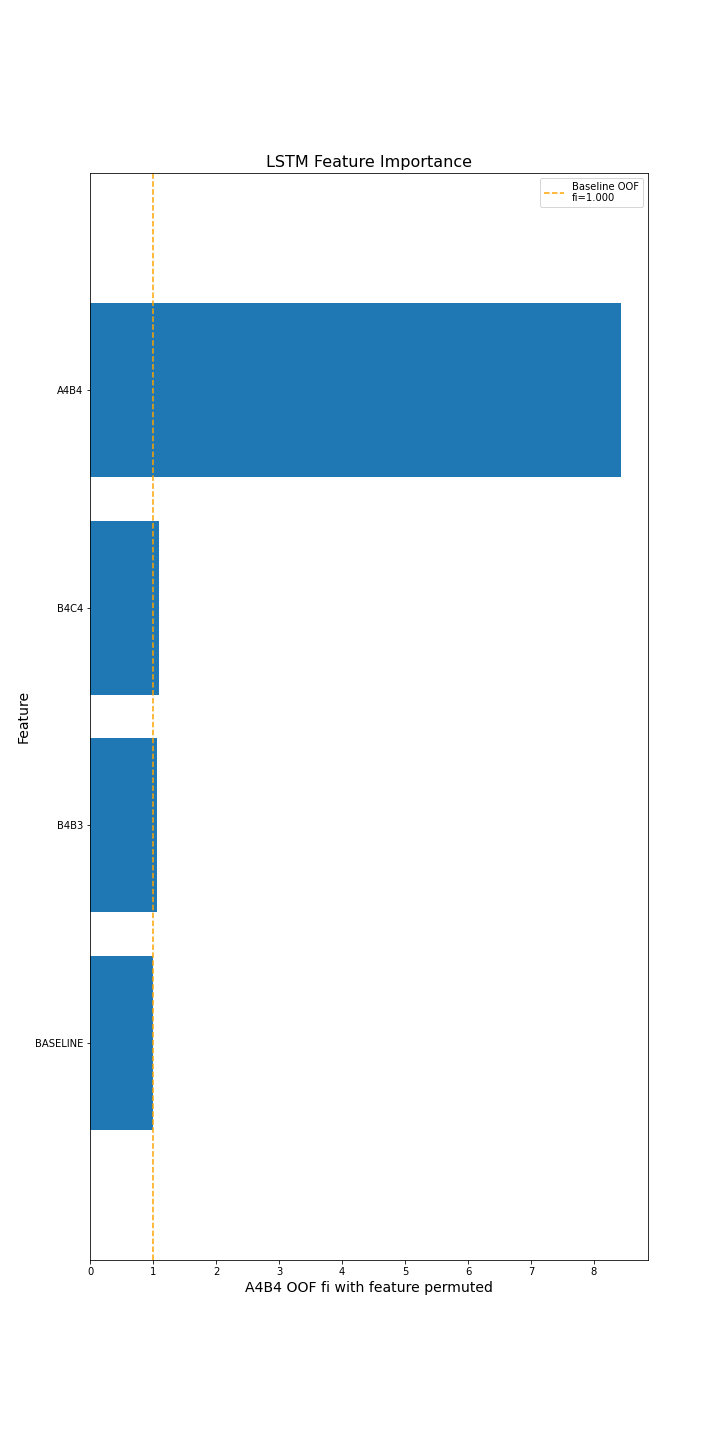 LSTM Feature Importance
Baseline OOF
fi=1.000
A4B4
B4C4
B4B3
BASELINE
Feature
0 1 2 3 4 5 6 7 8
A4B4 OOF fi with feature permuted